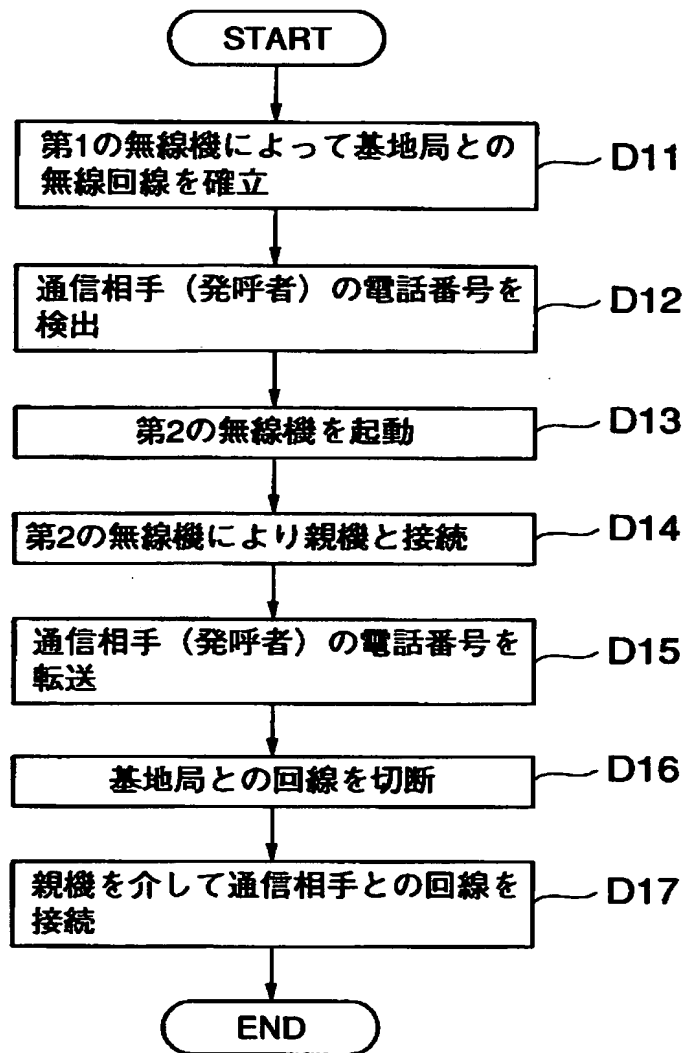 START
第1の無線機によって基地局との
無線回線を確立
D11
通信相手（発呼者）の電話番号を
検出
D12
第2の無線機を起動
D13
第2の無線機により親機と接続
D14
通信相手（発呼者）の電話番号を
転送
D15
基地局との回線を切断
D16
親機を介して通信相手との回線を
接続
D17
END